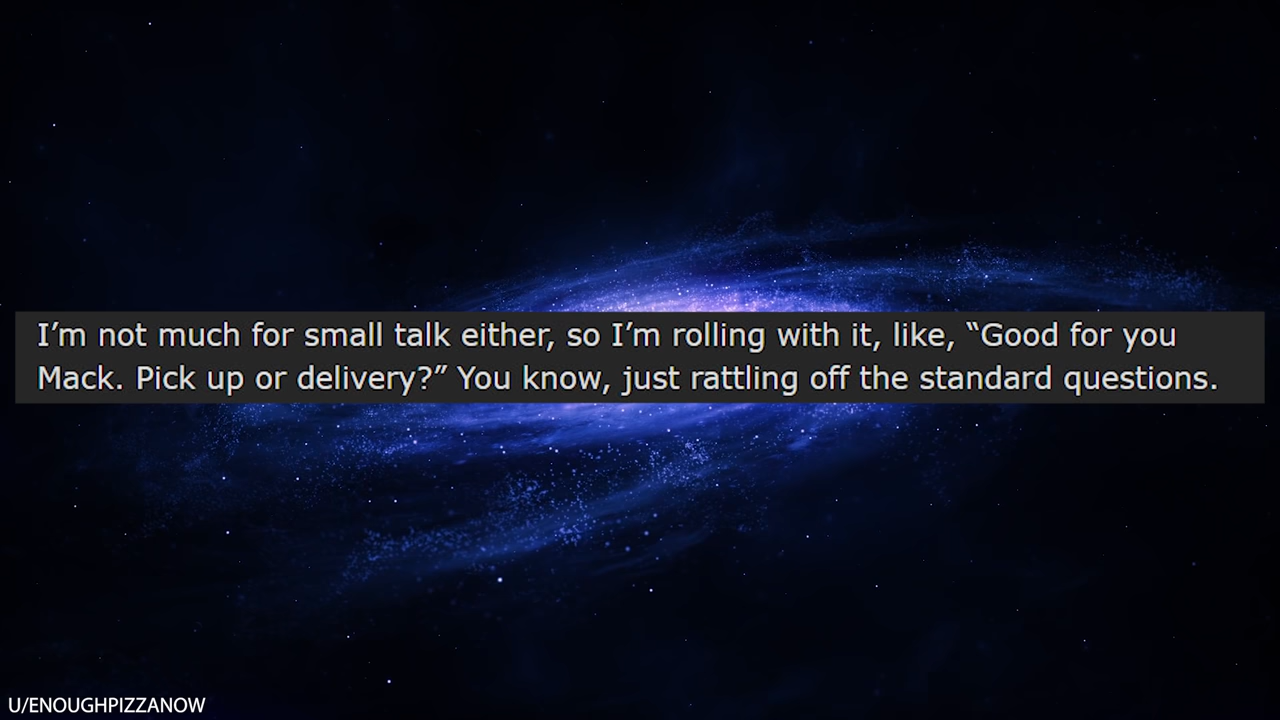 I’m not much for small talk either, so I’m rolling with it, like, “Good for you
Mack. Pick up or delivery?” You know, just rattling off the standard questions.
U/ENOUGHPIZZANOW